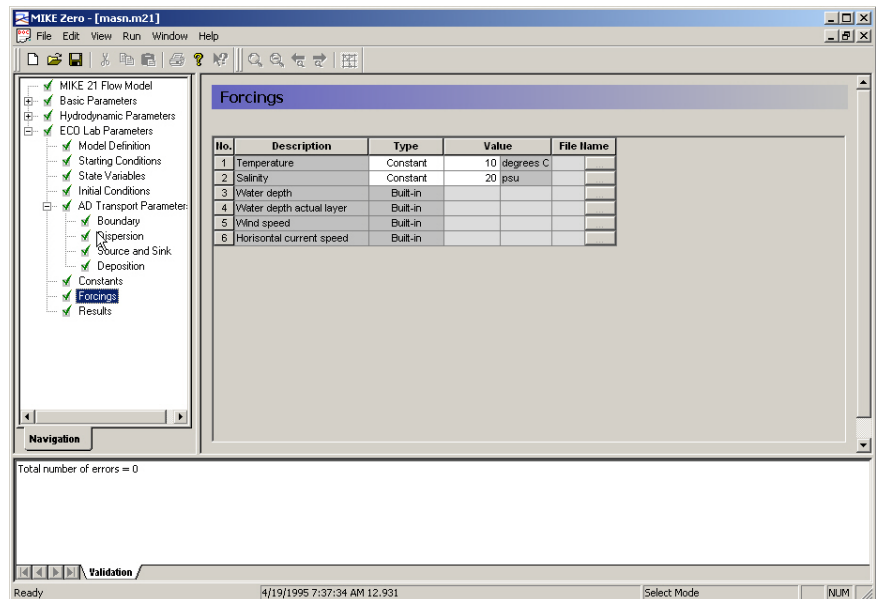 MIKE Zero - [masn.m21]
File Edit View Run Window Help
MIKE 21 Flow Model
Basic Parameters
Hydrodynamic Parameters
ECO Lab Parameters
Model Definition
Starting Conditions
State Variables
Initial Conditions
AD Transport Parameter
Boundary
Dispersion
Source and Sink
Deposition
Constants
Forcings
Results
Navigation
Forcings
No. Description Type Value File Name
1 Temperature Constant 10 degrees C ...
2 Salinity Constant 20 psu ...
3 Water depth Built-in ...
4 Water depth actual layer Built-in ...
5 Wind speed Built-in ...
6 Horisontal current speed Built-in ...
Total number of errors = 0
Validation
Ready 4/19/1995 7:37:34 AM 12.931 Select Mode NUM